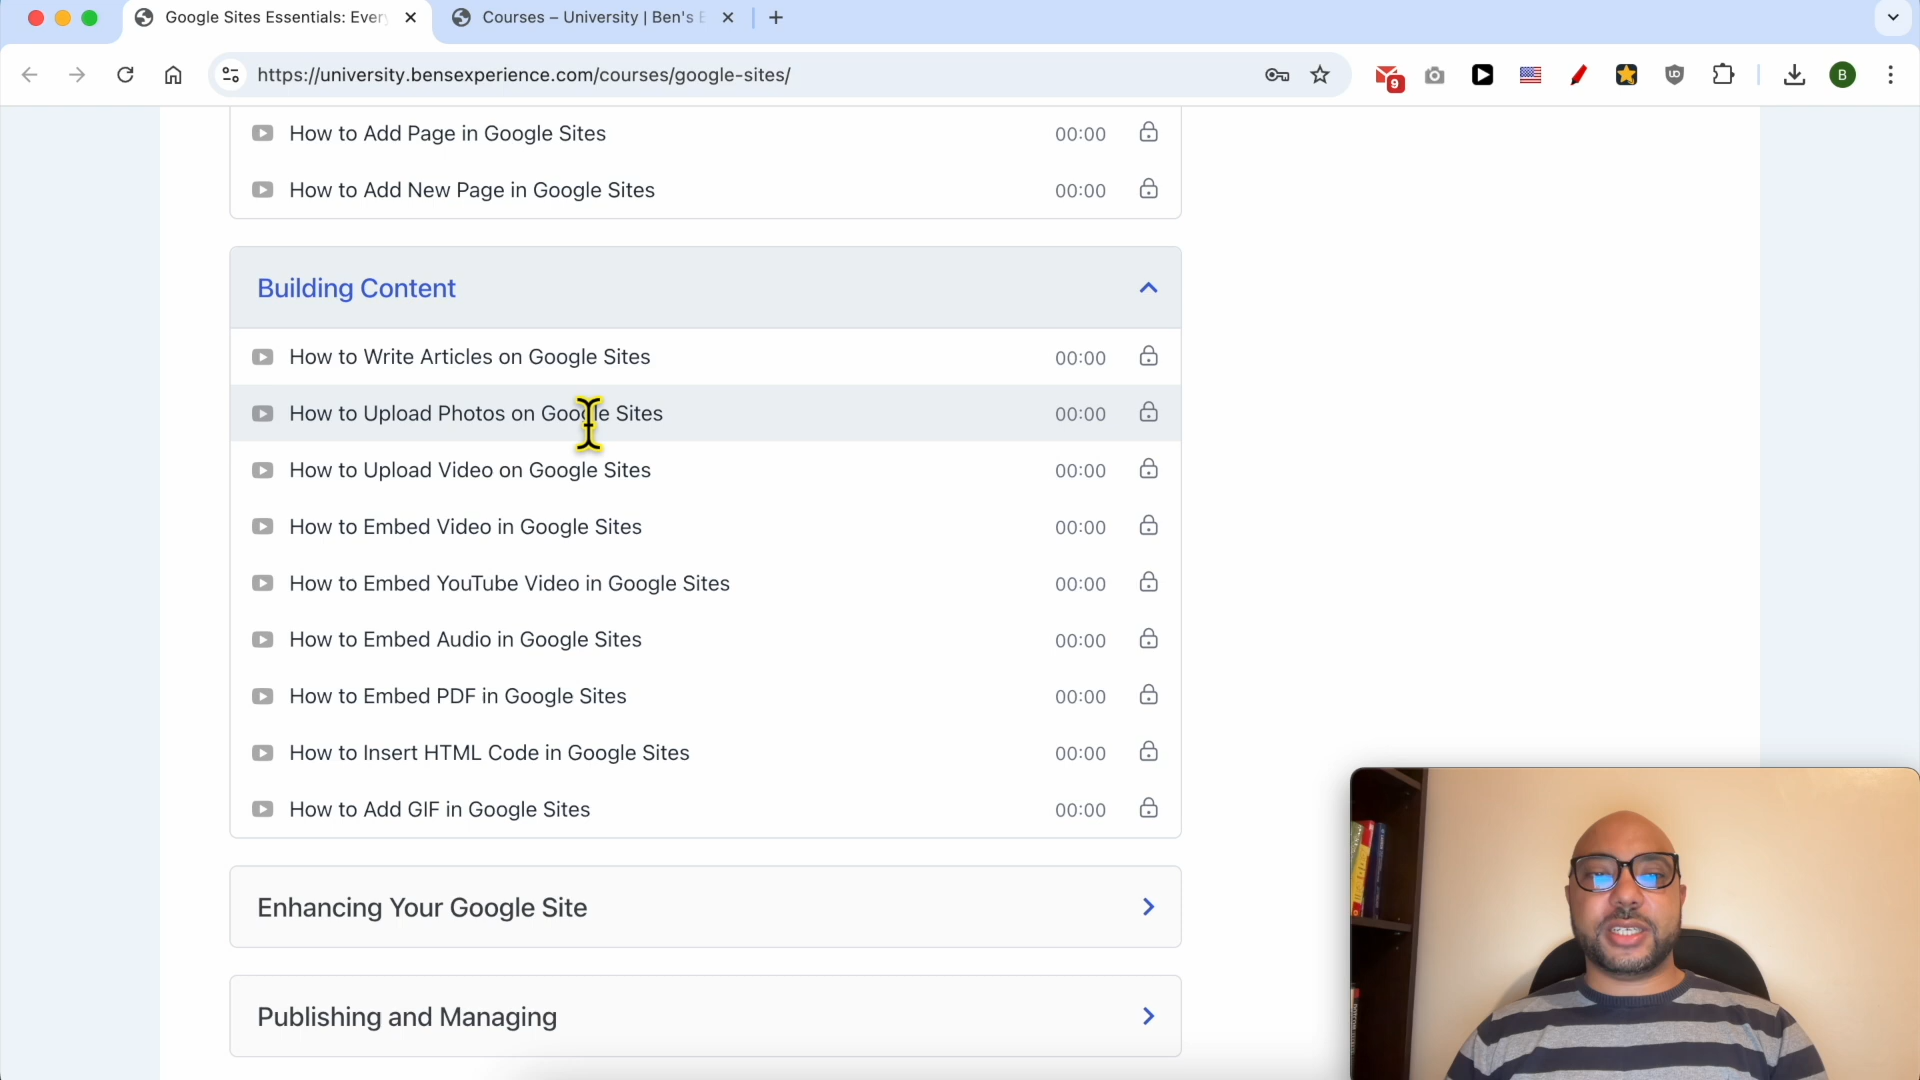 Google Sites Essentials: Ever
Courses – University | Ben's E
https://university.bensexperience.com/courses/google-sites/
9
B
How to Add Page in Google Sites 00:00
How to Add New Page in Google Sites 00:00
Building Content
How to Write Articles on Google Sites 00:00
How to Upload Photos on Google Sites 00:00
How to Upload Video on Google Sites 00:00
How to Embed Video in Google Sites 00:00
How to Embed YouTube Video in Google Sites 00:00
How to Embed Audio in Google Sites 00:00
How to Embed PDF in Google Sites 00:00
How to Insert HTML Code in Google Sites 00:00
How to Add GIF in Google Sites 00:00
Enhancing Your Google Site
Publishing and Managing